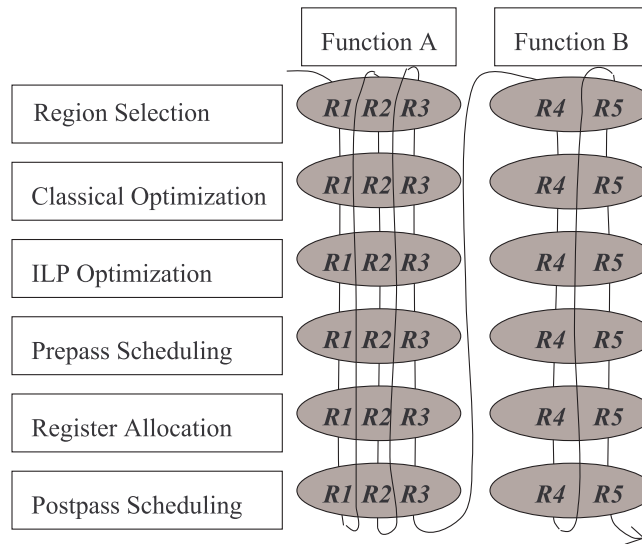 Function A Function B
Region Selection R1 R2 R3 R4 R5
Classical Optimization R1 R2 R3 R4 R5
ILP Optimization R1 R2 R3 R4 R5
Prepass Scheduling R1 R2 R3 R4 R5
Register Allocation R1 R2 R3 R4 R5
Postpass Scheduling R1 R2 R3 R4 R5